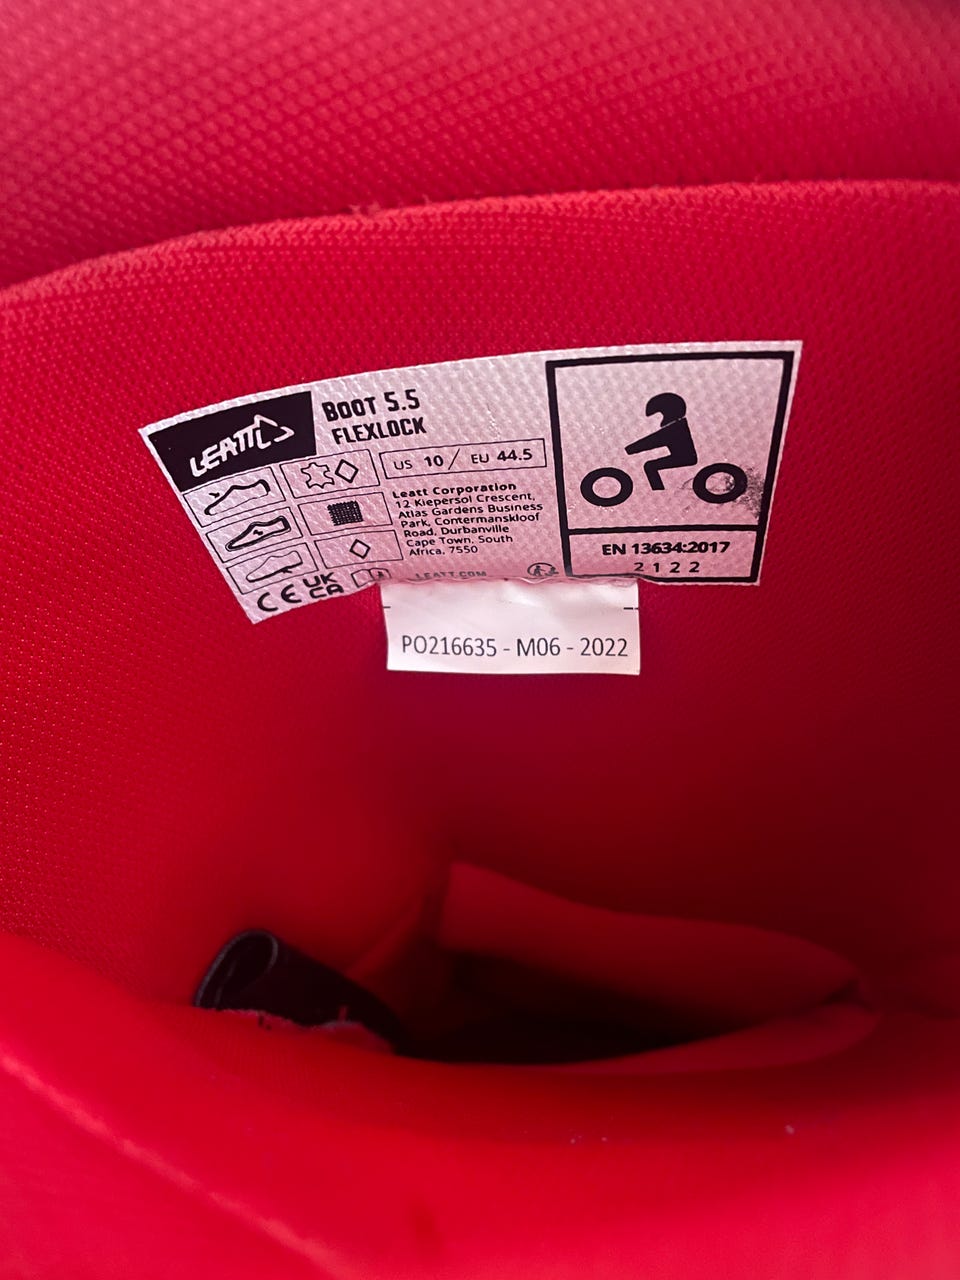 LEATT
BOOT 5.5
FLEXLOCK
US 10 / EU 44.5
Leatt Corporation
12 Kiepersol Crescent,
Atlas Gardens Business
Park, Contermanskloof
Road, Durbanville
Cape Town, South
Africa, 7550
LEATT.COM
CE UK
CA
EN 13634:2017
2 1 2 2
PO216635 - M06 - 2022